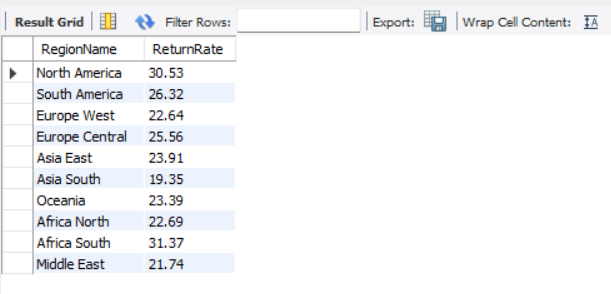 Result Grid Filter Rows: Export: Wrap Cell Content: IA
RegionName ReturnRate
North America 30.53
South America 26.32
Europe West 22.64
Europe Central 25.56
Asia East 23.91
Asia South 19.35
Oceania 23.39
Africa North 22.69
Africa South 31.37
Middle East 21.74